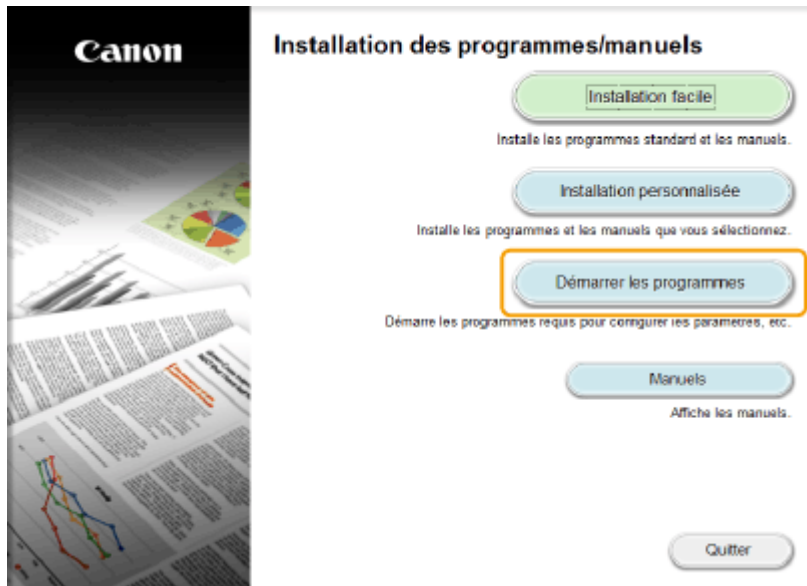 Canon
Installation des programmes/manuels
Installation facile
Installe les programmes standard et les manuels.
Installation personnalisée
Installe les programmes et les manuels que vous sélectionnez.
Démarrer les programmes
Démarre les programmes requis pour configurer les paramètres, etc.
Manuels
Affiche les manuels.
Quitter